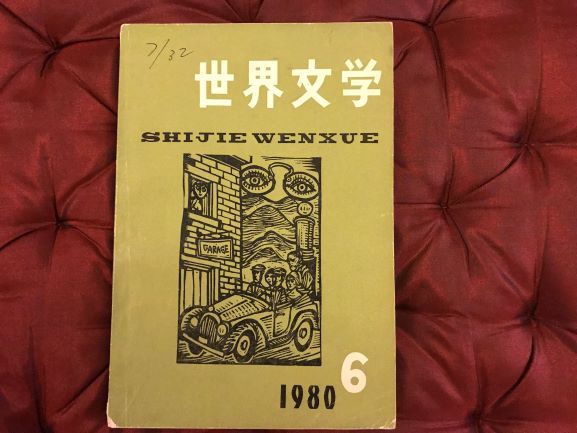 7/32
世界文学
SHIJIE WENXUE
GARAGE
6
1980